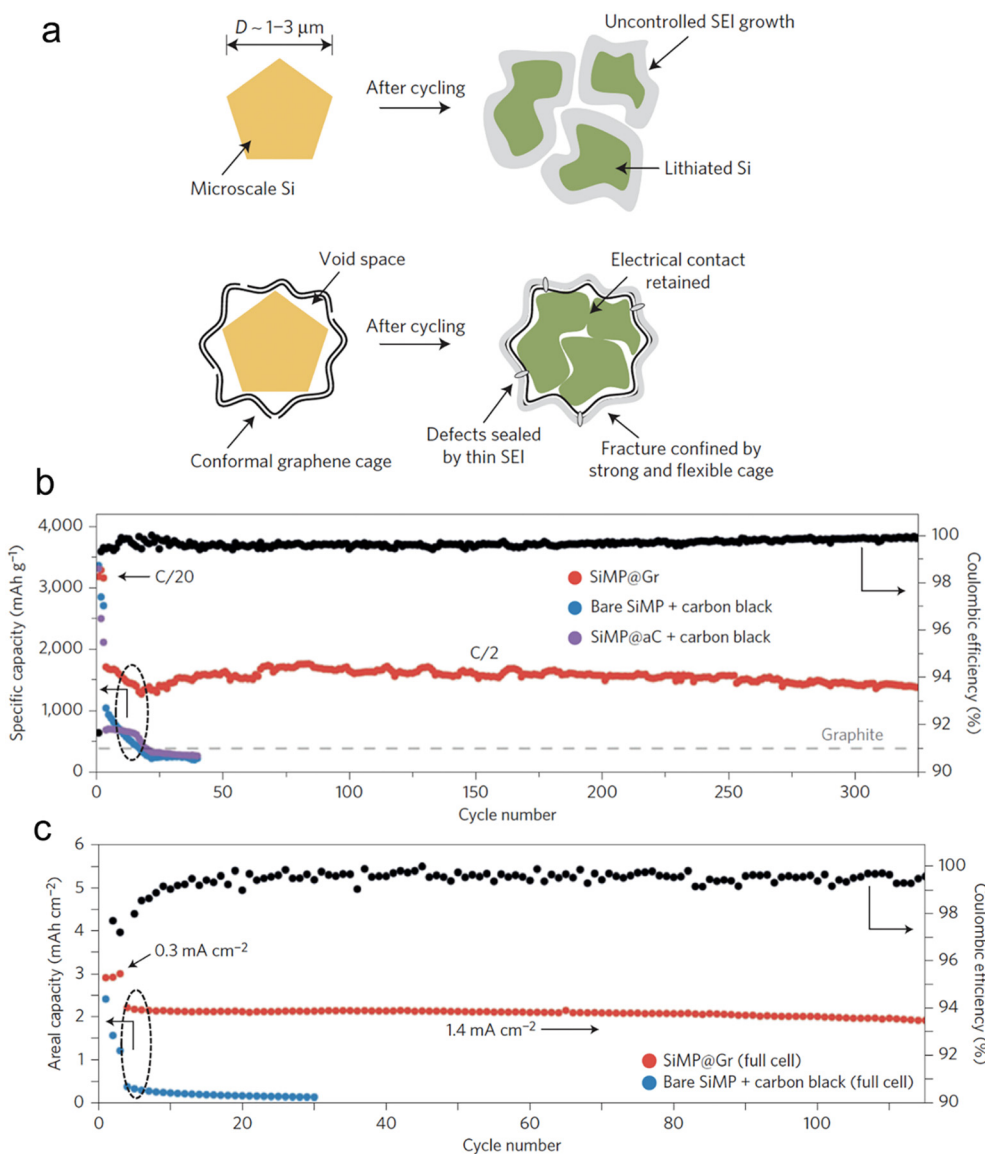 a
D ~ 1–3 μm
Uncontrolled SEI growth
After cycling
Microscale Si
Lithiated Si
Void space
Electrical contact
retained
After cycling
Conformal graphene cage
Defects sealed
by thin SEI
Fracture confined by
strong and flexible cage
b
4,000
3,000
2,000
1,000
0
Specific capacity (mAh g⁻¹)
C/20
SiMP@Gr
Bare SiMP + carbon black
SiMP@aC + carbon black
C/2
Graphite
100
98
96
94
92
90
Coulombic efficiency (%)
0
50
100
150
200
250
300
Cycle number
c
6
5
4
3
2
1
0
Areal capacity (mAh cm⁻²)
0.3 mA cm⁻²
1.4 mA cm⁻²
SiMP@Gr (full cell)
Bare SiMP + carbon black (full cell)
100
98
96
94
92
90
Coulombic efficiency (%)
0
20
40
60
80
100
Cycle number